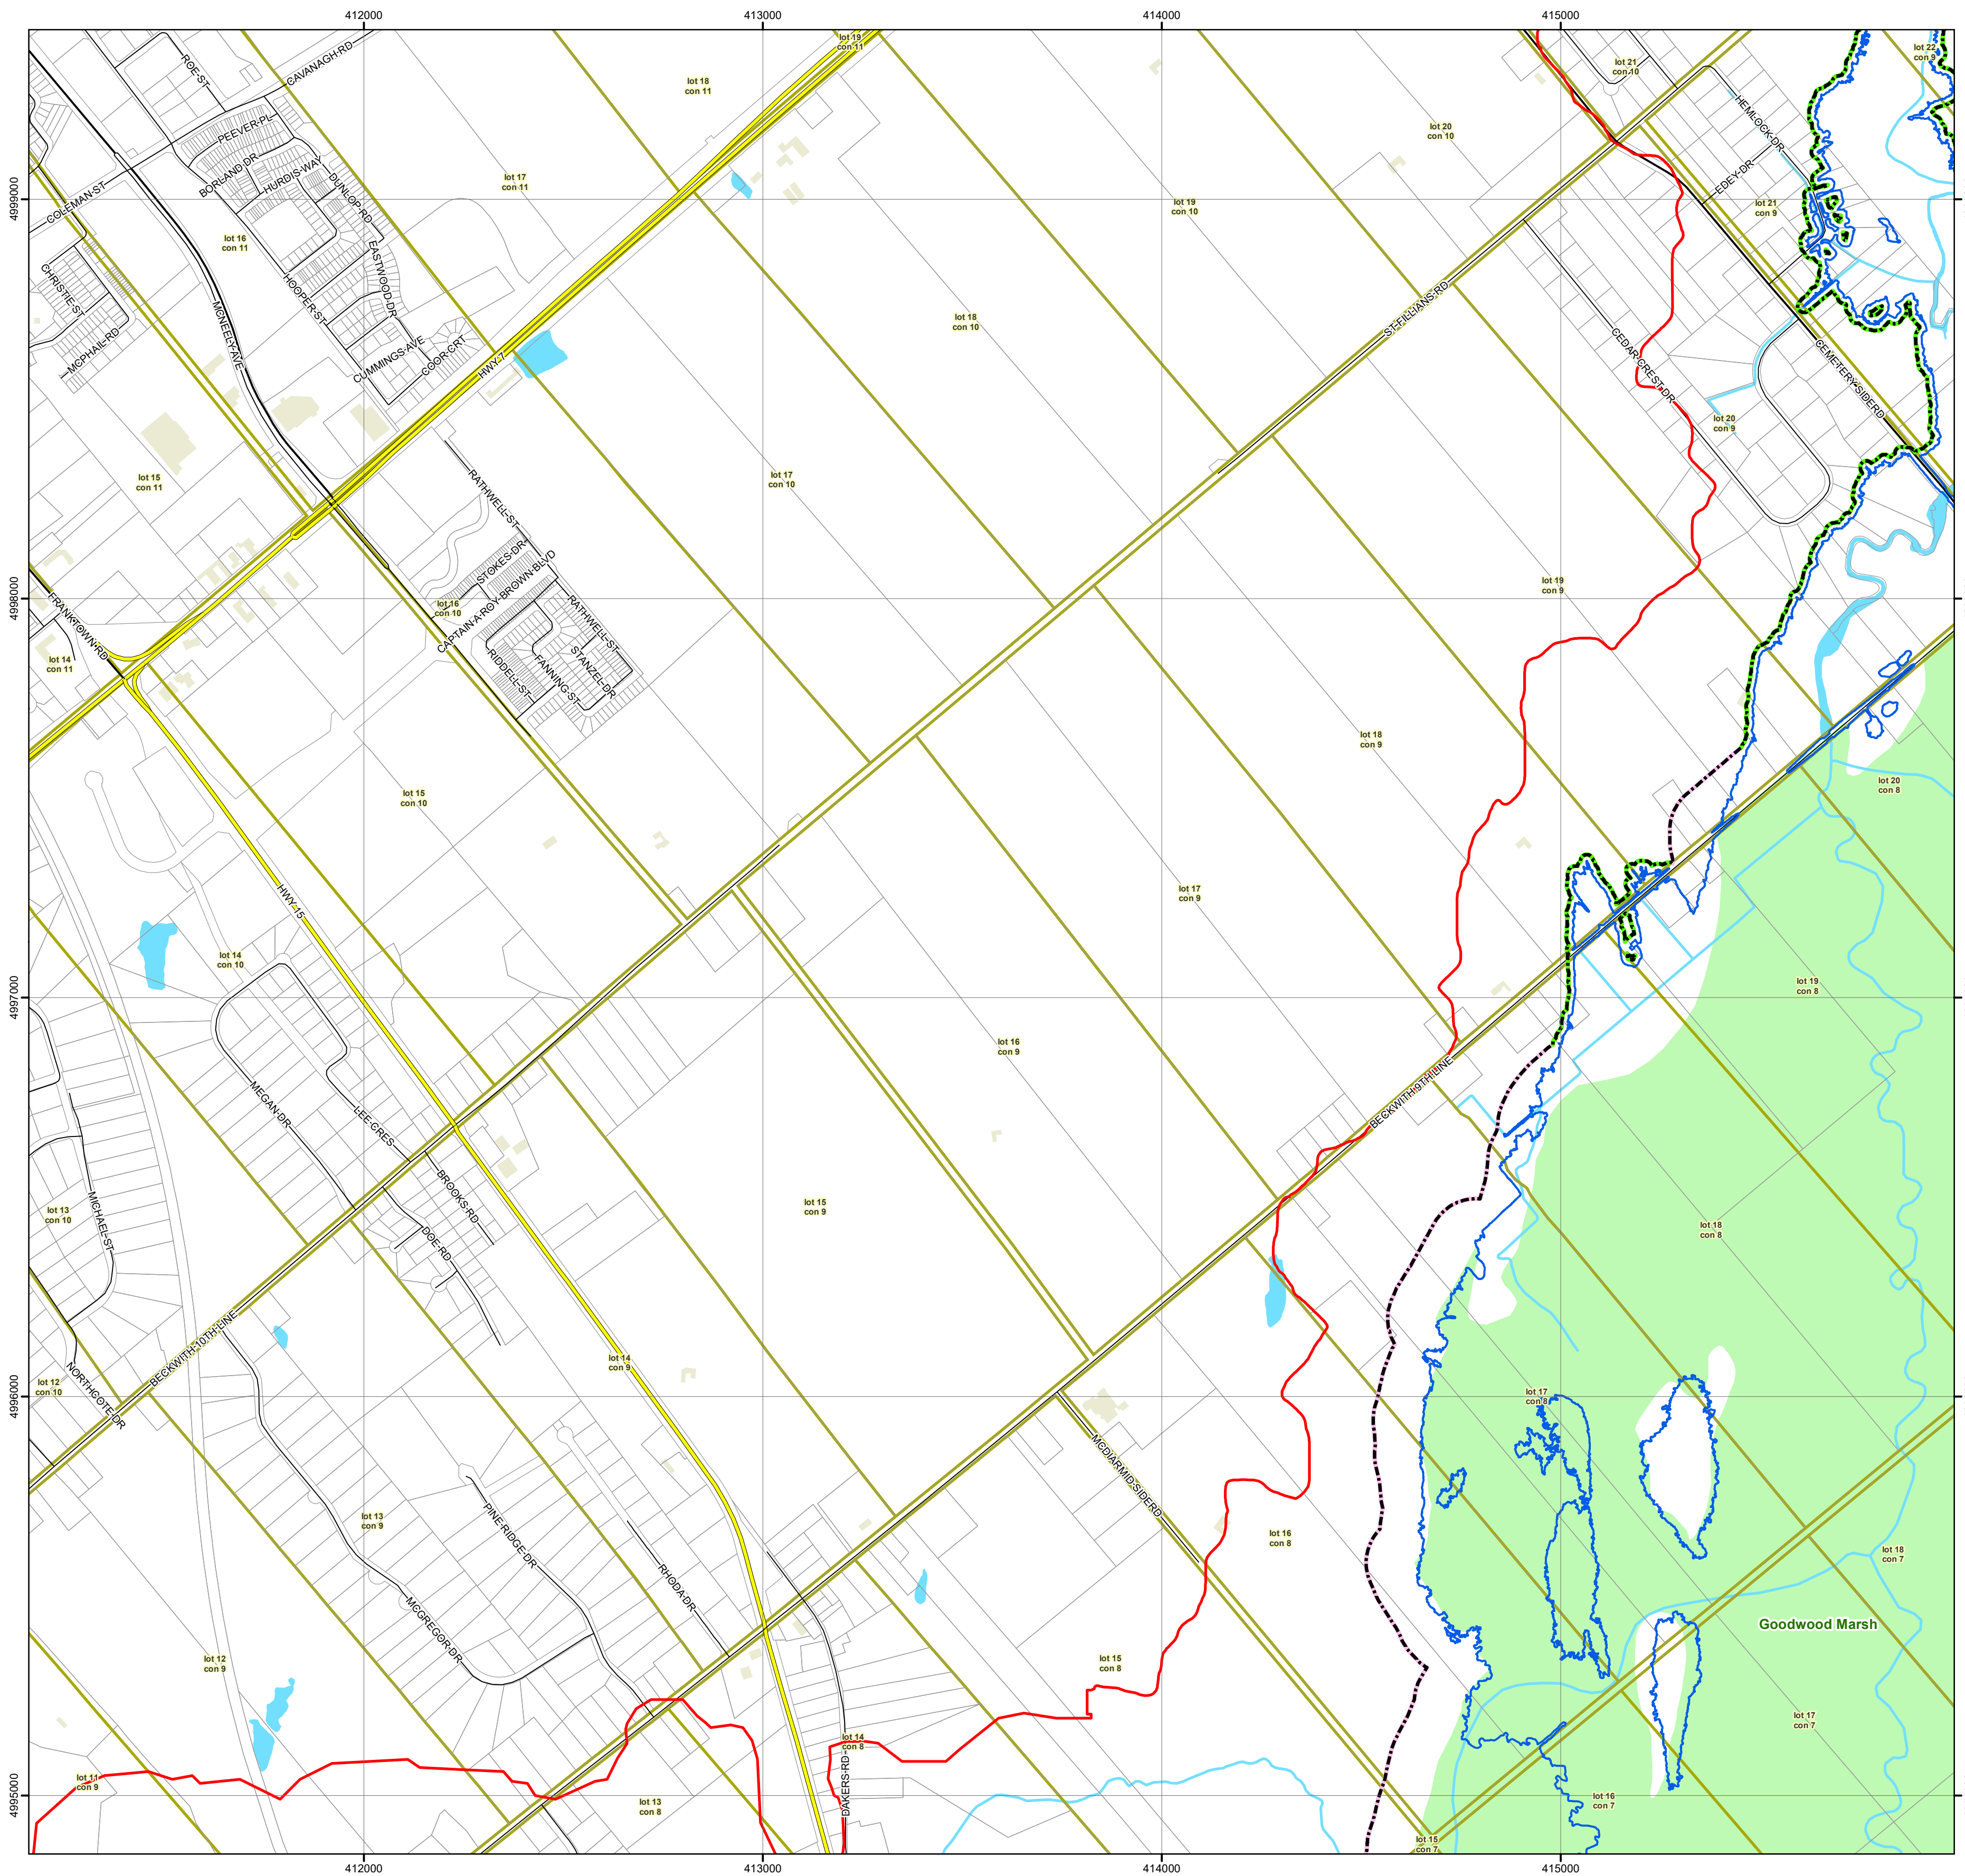 412000
413000
414000
415000
lot 19
con 11
lot 22
con 9
ROE-ST
CAVANAGH-RD
lot 18
con 11
lot 21
con 10
HEMLOCK-DR
PEEVER-PL
lot 20
con 10
BORLAND-DR
HURDIS-WAY
DUNLOP-RD
lot 17
con 11
EDEY-DR
4999000
COLEMAN-ST
lot 19
con 10
lot 21
con 9
lot 16
con 11
CHRISTIE-ST
HOOPER-ST
EASTWOOD-DR
MCNEELY-AVE
lot 18
con 10
ST-FILLIANS-RD
MCPHAIL-RD
CUMMINGS-AVE
COOR-CRT
HWY-7
CEDAR-CREST-DR
CEMETERY-SIDERD
lot 20
con 9
lot 15
con 11
lot 17
con 10
RATHWELL-ST
STOKES-DR
CAPTAIN-A-ROY-BROWN-BLVD
4998000
lot 19
con 9
lot 16
con 10
RATHWELL-ST
FRANKTOWN-RD
lot 14
con 11
RIDDELL-ST
FANNING-ST
STANZEL-DR
lot 18
con 9
lot 15
con 10
lot 20
con 8
HWY-15
lot 17
con 9
lot 14
con 10
lot 19
con 8
4997000
lot 16
con 9
MEGAN-DR
LEE-CRES
BECKWITH-9TH-LINE
BROOKS-RD
lot 13
con 10
MICHAEL-ST
DOE-RD
lot 15
con 9
lot 18
con 8
BECKWITH-10TH-LINE
lot 14
con 9
lot 12
con 10
NORTHCOTE-DR
4996000
lot 17
con 8
MCDIARMID-SIDERD
lot 13
con 9
PINE-RIDGE-DR
lot 16
con 8
lot 18
con 7
RHODA-DR
MCGREGOR-DR
Goodwood Marsh
lot 12
con 9
lot 15
con 8
lot 17
con 7
lot 14
con 8
DAKERS-RD
lot 11
con 9
4995000
lot 13
con 8
lot 16
con 7
lot 15
con 7
412000
413000
414000
415000